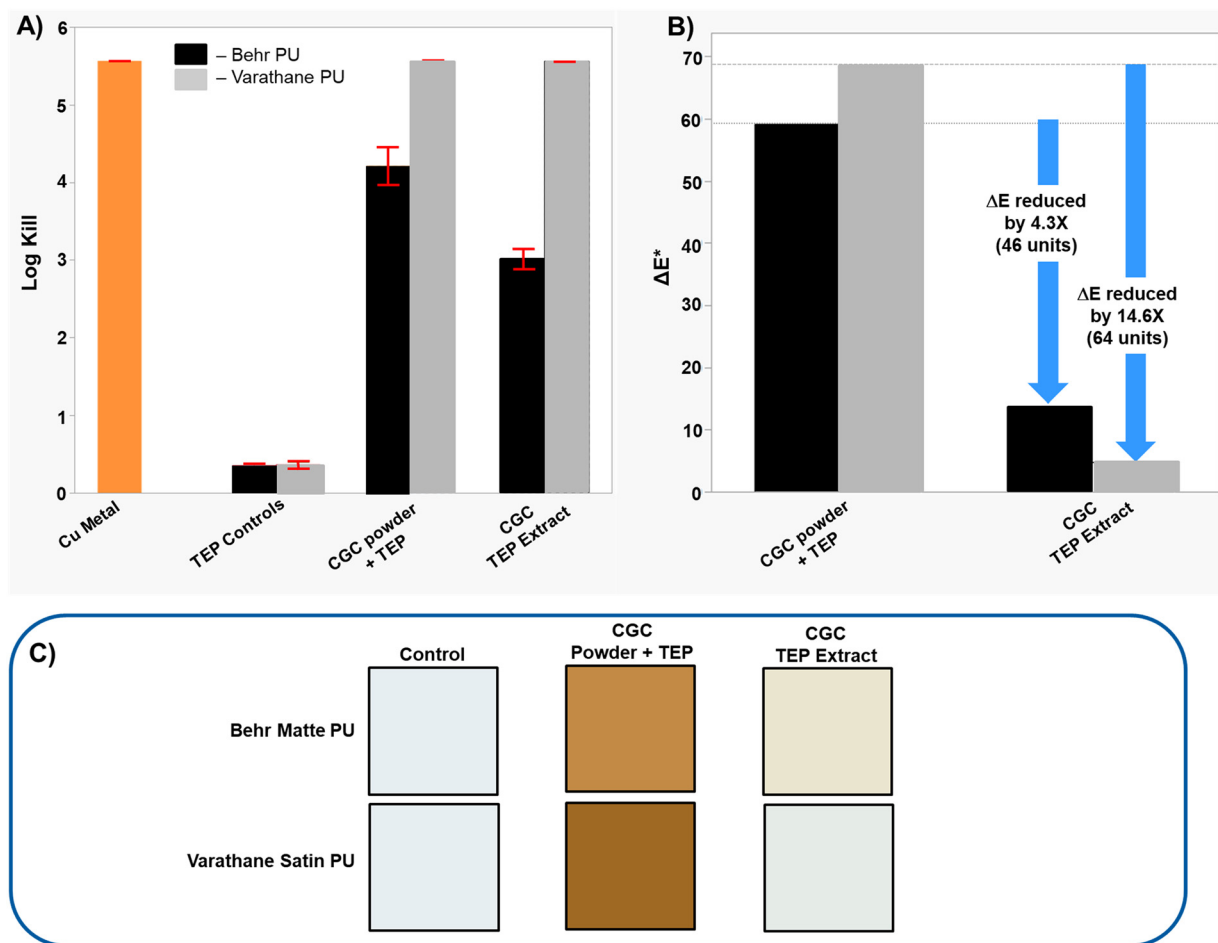 A)
6
5
4
3
2
1
0
Log Kill
– Behr PU
– Varathane PU
Cu Metal
TEP Controls
CGC powder
+ TEP
CGC
TEP Extract
B)
70
60
50
40
30
20
10
0
ΔE*
ΔE reduced
by 4.3X
(46 units)
ΔE reduced
by 14.6X
(64 units)
CGC powder
+ TEP
CGC
TEP Extract
C)
Control
CGC
Powder + TEP
CGC
TEP Extract
Behr Matte PU
Varathane Satin PU